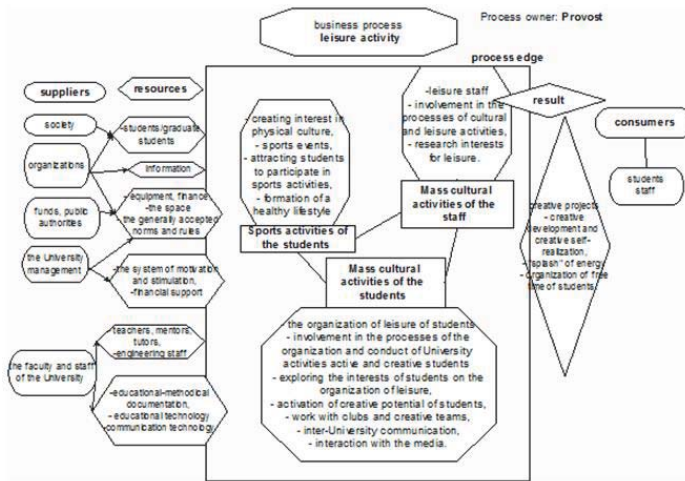 business process
leisure activity
Process owner: Provost
process edge
suppliers
resources
society
organizations
funds, public
authorities
the University
management
the faculty and staff
of the University
-students/graduate
students
information
-equipment, finance
-the space
the generally accepted
norms and rules
-the system of motivation
and stimulation,
-financial support
-teachers, mentors,
tutors,
-engineering staff
-educational-methodical
documentation,
- educational technology
-communication technology
- creating interest in
physical culture,
- sports events,
- attracting students
to participate in
sports activities,
- formation of a
healthy lifestyle
Sports activities
of the students
-leisure staff
- involvement in the
processes of cultural
and leisure activities,
- research interests
for leisure.
Mass cultural
activities of the
staff
Mass cultural
activities of the
students
the organization of leisure of students
- involvement in the processes of the
organization and conduct of University
activities active and creative students
- exploring the interests of students on the
organization of leisure,
- activation of creative potential of students,
- work with clubs and creative teams,
- inter-University communication,
- interaction with the media.
result
creative projects
- creative
development and
creative self-
realization,
- "splash" of energy
- organization of free
time of students
consumers
students
staff